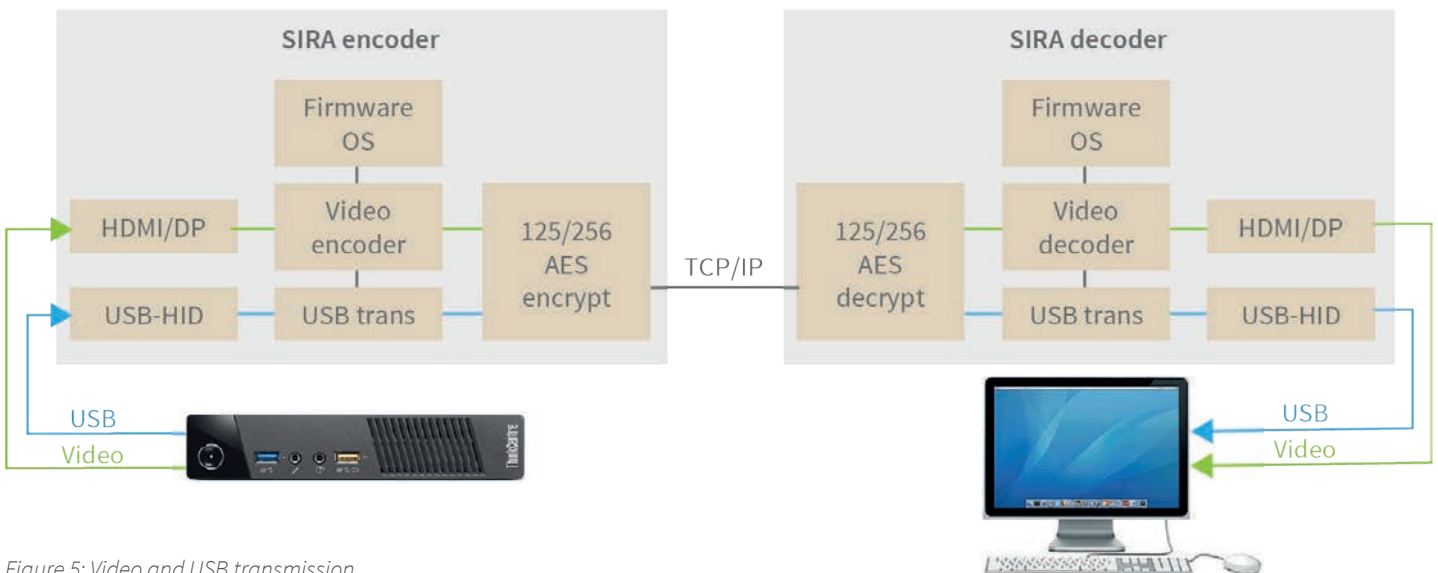 SIRA encoder
Firmware
OS
HDMI/DP
Video
encoder
125/256
AES
encrypt
USB-HID
USB trans
TCP/IP
SIRA decoder
Firmware
OS
125/256
AES
decrypt
Video
decoder
HDMI/DP
USB trans
USB-HID
USB
Video
ThinkCentre
USB
Video
Figure 5: Video and USB transmission